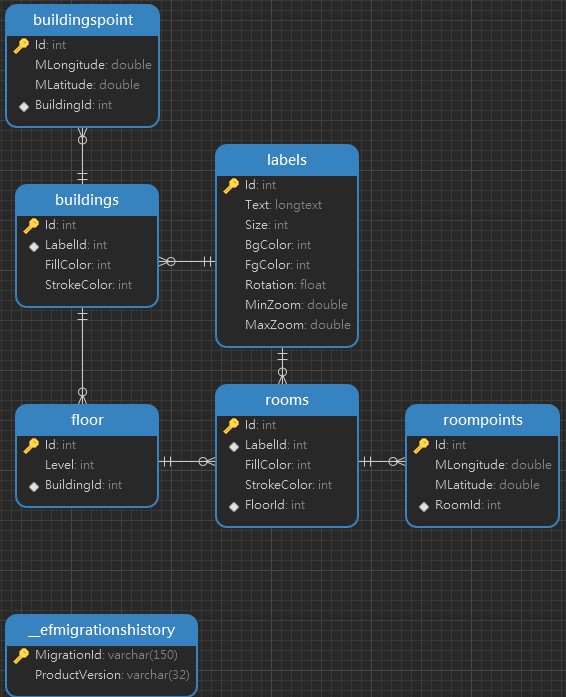 buildingspoint
Id: int
MLongitude: double
MLatitude: double
BuildingId: int
buildings
Id: int
LabelId: int
FillColor: int
StrokeColor: int
labels
Id: int
Text: longtext
Size: int
BgColor: int
FgColor: int
Rotation: float
MinZoom: double
MaxZoom: double
floor
Id: int
Level: int
BuildingId: int
rooms
Id: int
LabelId: int
FillColor: int
StrokeColor: int
FloorId: int
roompoints
Id: int
MLongitude: double
MLatitude: double
RoomId: int
__efmigrationshistory
MigrationId: varchar(150)
ProductVersion: varchar(32)